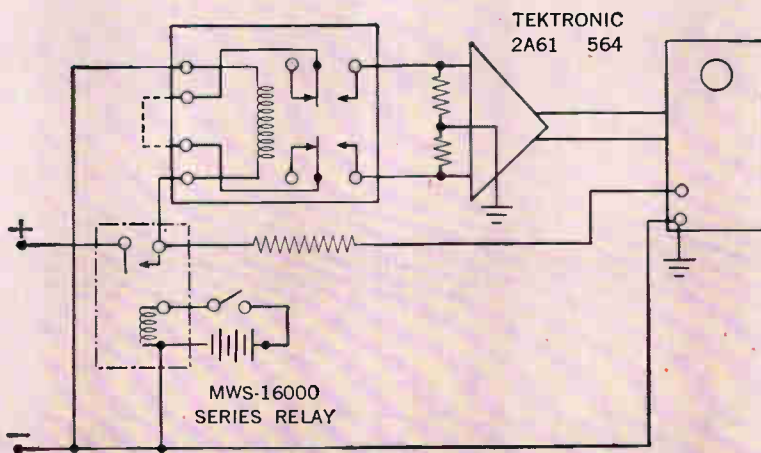 TEKTRONIC
2A61 564
+
MWS-16000
SERIES RELAY
-